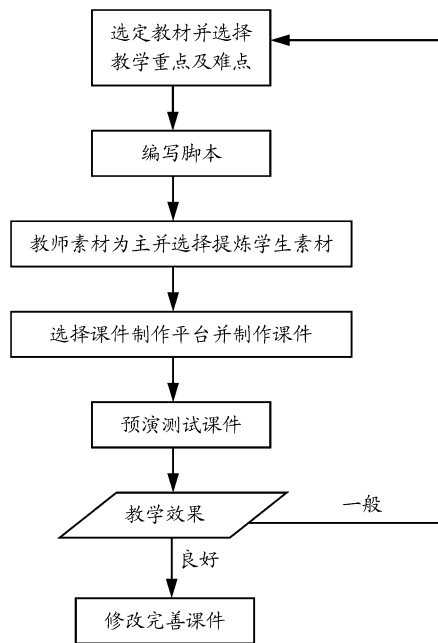 选定教材并选择
教学重点及难点
编写脚本
教师素材为主并选择提炼学生素材
选择课件制作平台并制作课件
预演测试课件
教学效果
一般
良好
修改完善课件